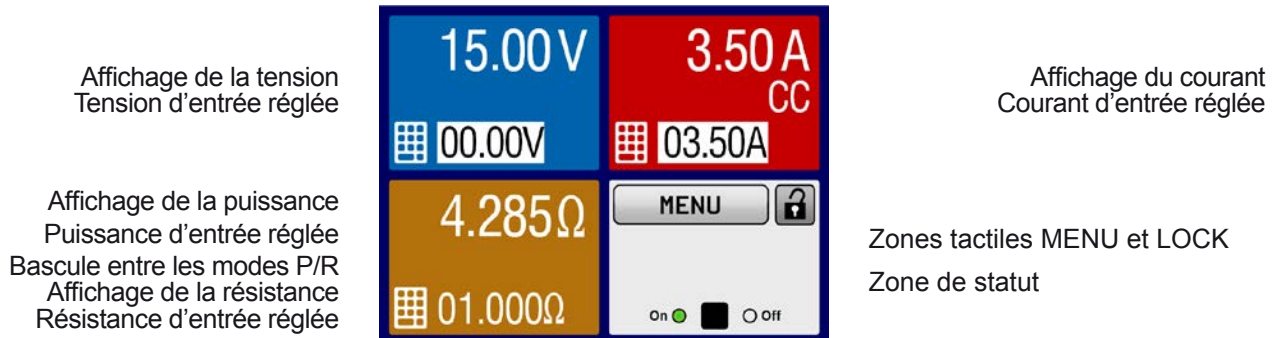 Affichage de la tension
Tension d’entrée réglée
15.00 V
00.00V
3.50 A
CC
03.50A
Affichage du courant
Courant d’entrée réglée
Affichage de la puissance
Puissance d’entrée réglée
Bascule entre les modes P/R
Affichage de la résistance
Résistance d’entrée réglée
4.285Ω
01.000Ω
MENU
On
Off
Zones tactiles MENU et LOCK
Zone de statut